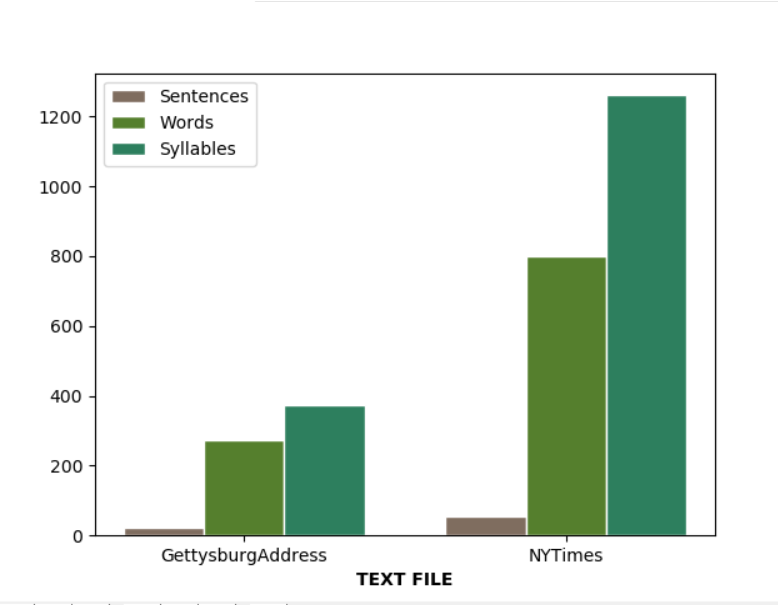 Sentences
Words
Syllables
1200
1000
800
600
400
200
0
GettysburgAddress NYTimes
TEXT FILE